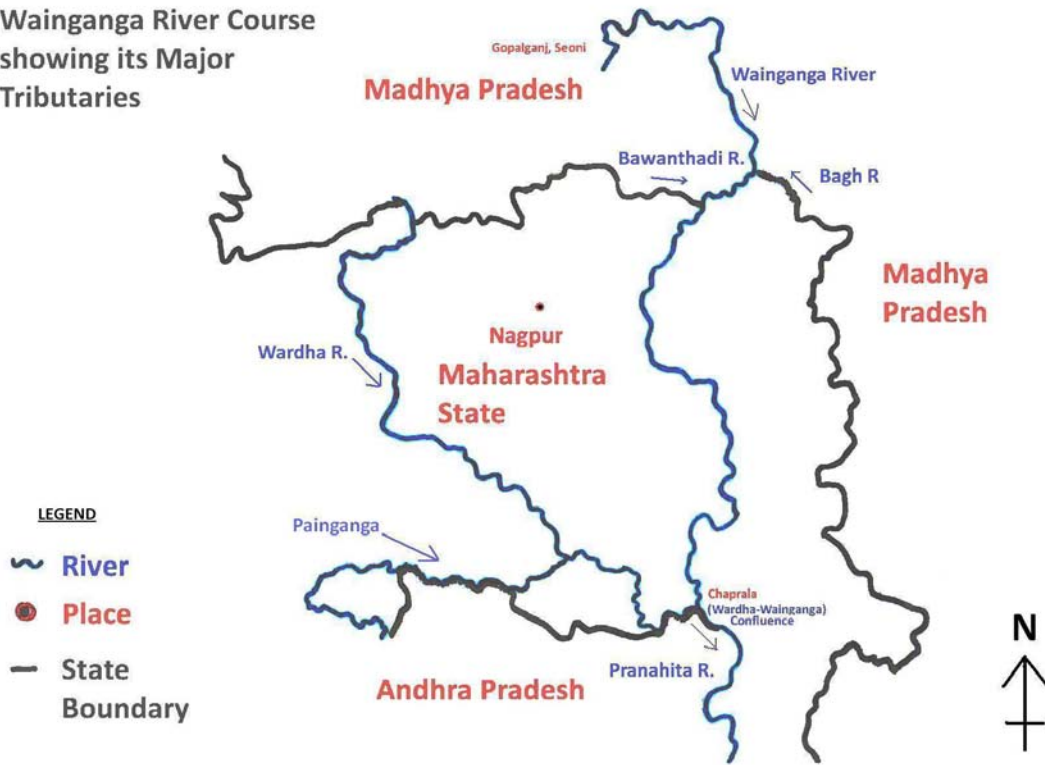 Wainganga River Course
showing its Major
Tributaries
Gopalganj, Seoni
Madhya Pradesh
Wainganga River
Bawanthadi R.
Bagh R
Madhya
Pradesh
Nagpur
Wardha R.
Maharashtra
State
LEGEND
River
Place
State
Boundary
Painganga
Chaprala
(Wardha-Wainganga)
Confluence
Pranahita R.
Andhra Pradesh
N